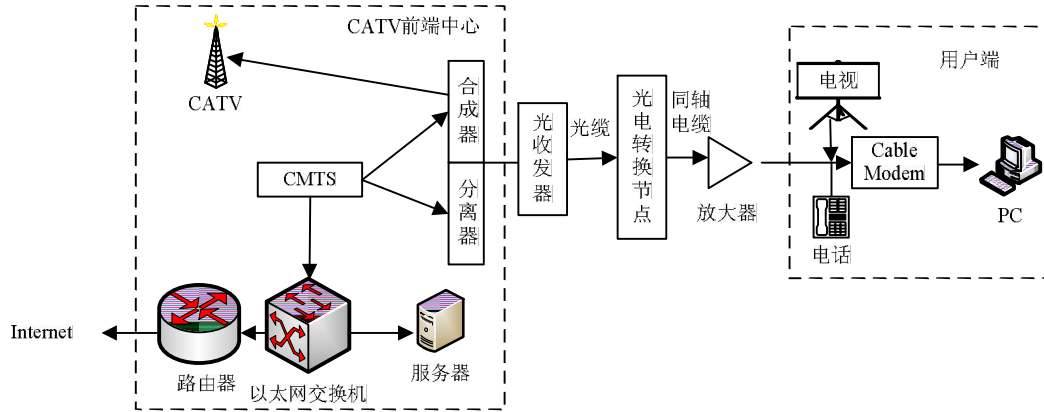 CATV前端中心
CATV
合成器
分离器
CMTS
光收发器
光缆
光电转换节点
同轴
电缆
放大器
用户端
电视
Cable
Modem
PC
电话
Internet
路由器
以太网交换机
服务器